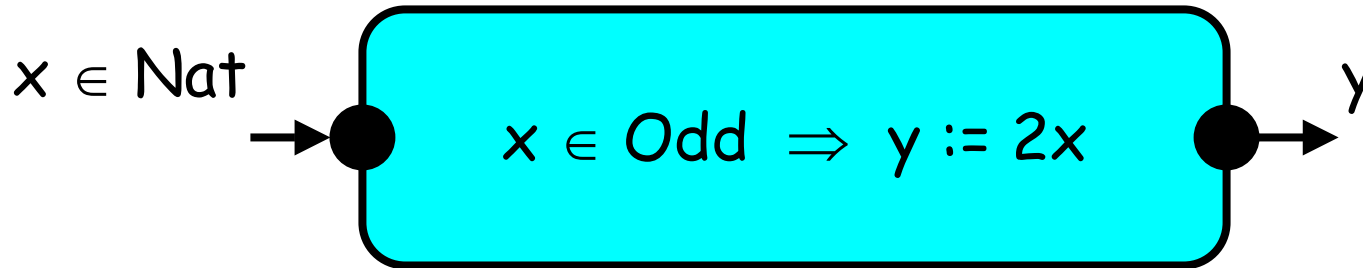 x ∈ Nat
x ∈ Odd ⇒ y := 2x
y